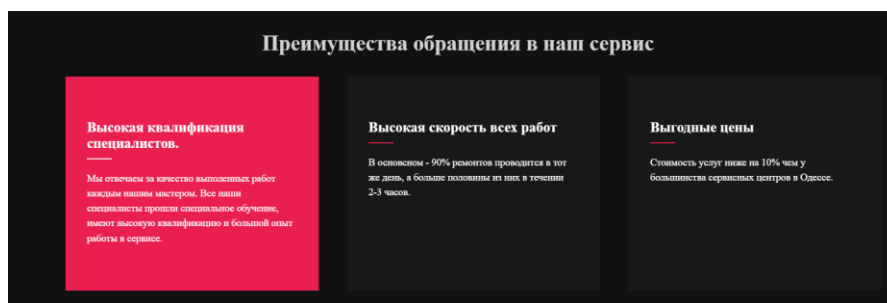 Преимущества обращения в наш сервис
Высокая квалификация
специалистов.
Мы отвечаем за качество выполенных работ
каждым нашим мастером. Все наши
специалисты прошли специальное обучение,
имеют высокую квалификацию и большой опыт
работы в сервисе.
Высокая скорость всех работ
В основсном - 90% ремонтов проводится в тот
же день, а больше половины из них в течении
2-3 часов.
Выгодные цены
Стоимость услуг ниже на 10% чем у
большинства сервисных центров в Одессе.